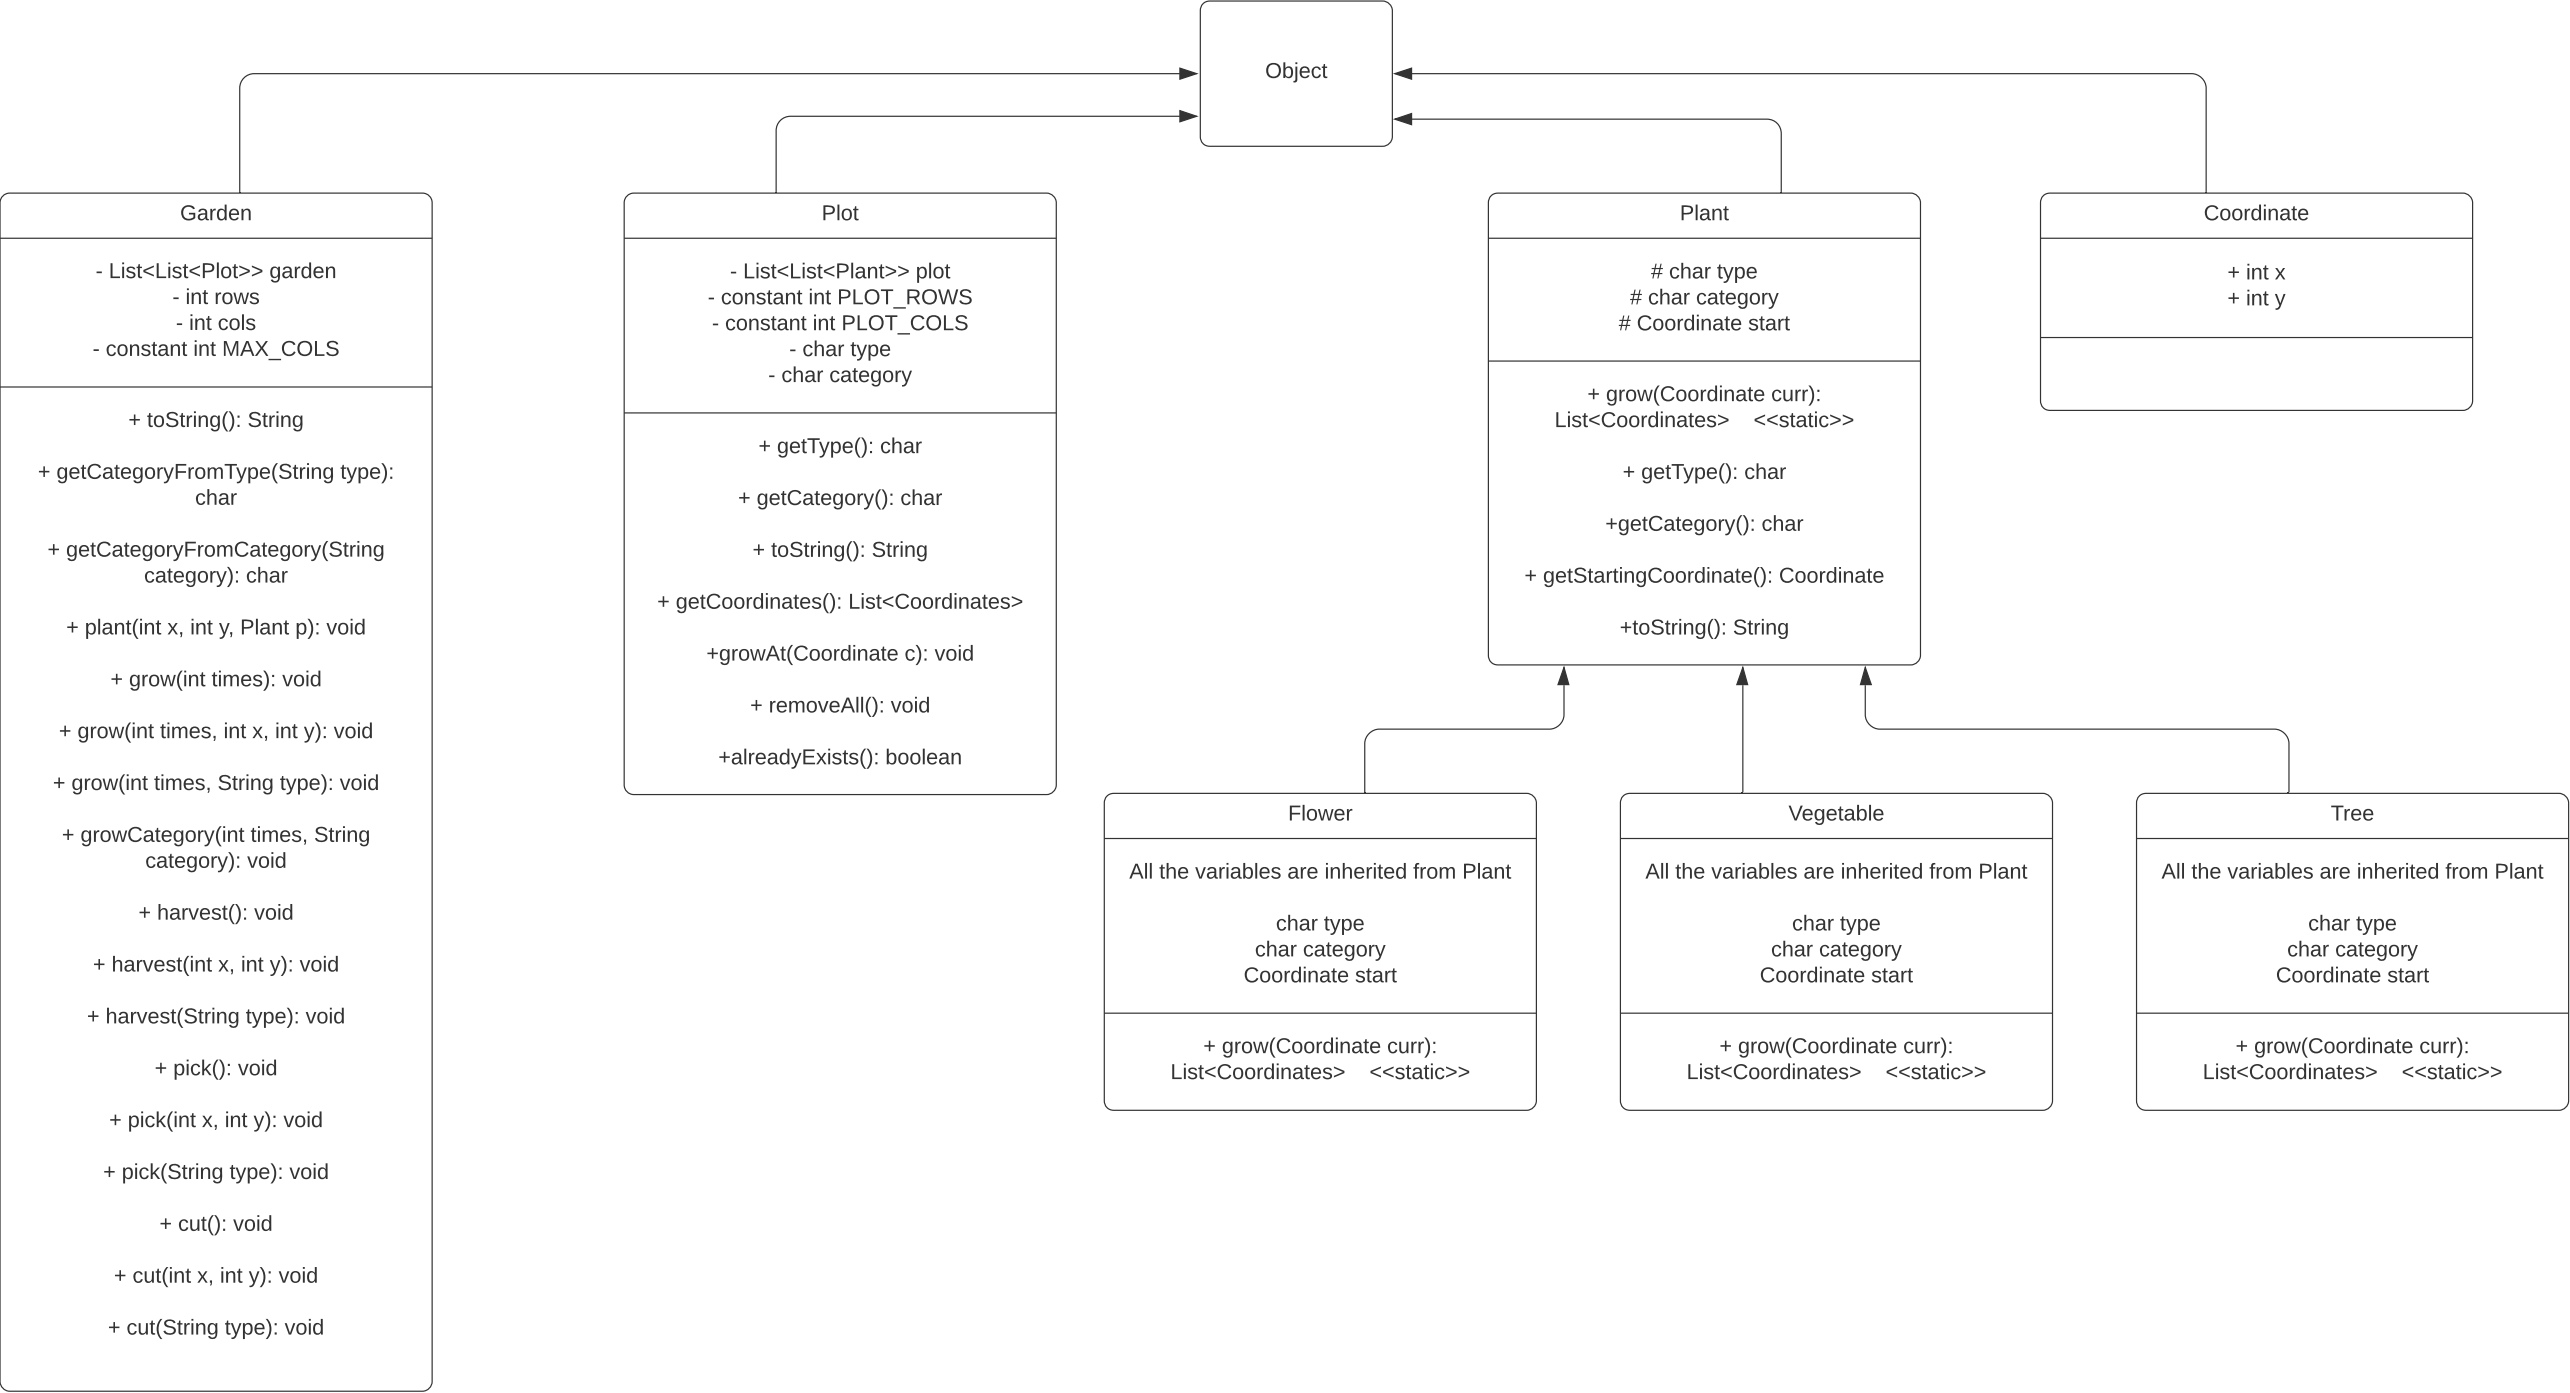 Object
Garden
- List<List<Plot>> garden
- int rows
- int cols
- constant int MAX_COLS
+ toString(): String
+ getCategoryFromType(String type):
char
+ getCategoryFromCategory(String
category): char
+ plant(int x, int y, Plant p): void
+ grow(int times): void
+ grow(int times, int x, int y): void
+ grow(int times, String type): void
+ growCategory(int times, String
category): void
+ harvest(): void
+ harvest(int x, int y): void
+ harvest(String type): void
+ pick(): void
+ pick(int x, int y): void
+ pick(String type): void
+ cut(): void
+ cut(int x, int y): void
+ cut(String type): void
Plot
- List<List<Plant>> plot
- constant int PLOT_ROWS
- constant int PLOT_COLS
- char type
- char category
+ getType(): char
+ getCategory(): char
+ toString(): String
+ getCoordinates(): List<Coordinates>
+growAt(Coordinate c): void
+ removeAll(): void
+alreadyExists(): boolean
Plant
# char type
# char category
# Coordinate start
+ grow(Coordinate curr):
List<Coordinates>    <<static>>
+ getType(): char
+getCategory(): char
+ getStartingCoordinate(): Coordinate
+toString(): String
Coordinate
+ int x
+ int y
Flower
All the variables are inherited from Plant
char type
char category
Coordinate start
+ grow(Coordinate curr):
List<Coordinates>    <<static>>
Vegetable
All the variables are inherited from Plant
char type
char category
Coordinate start
+ grow(Coordinate curr):
List<Coordinates>    <<static>>
Tree
All the variables are inherited from Plant
char type
char category
Coordinate start
+ grow(Coordinate curr):
List<Coordinates>    <<static>>